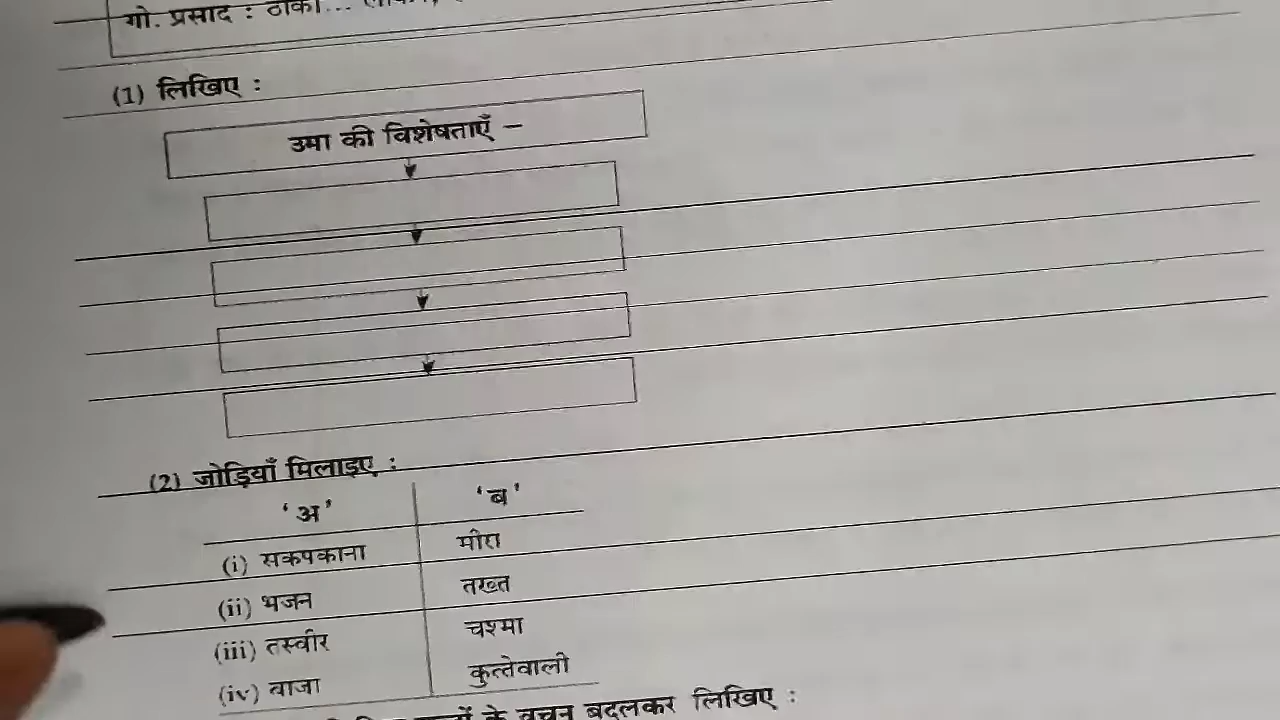 गो. प्रसाद : ठीक...
(1) लिखिए :
उमा की विशेषताएँ –
(2) जोड़ियाँ मिलाइए :
'अ' 'ब'
(i) सकपकाना मीरा
(ii) भजन तख्त
(iii) तस्वीर चश्मा
(iv) बाजा कुत्तेवाली
के वचन बदलकर लिखिए :